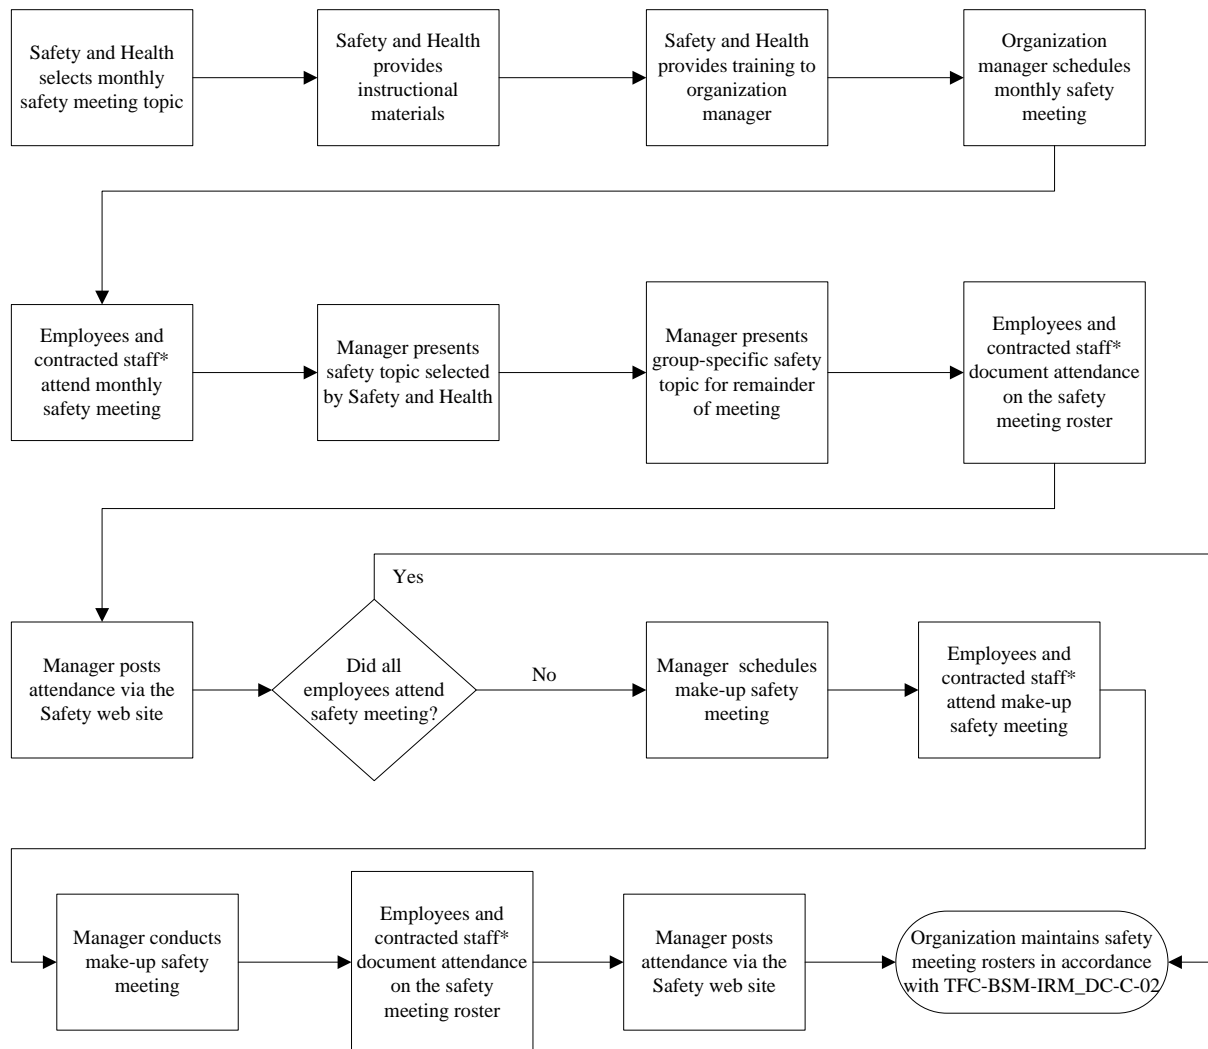 Safety and Health
selects monthly
safety meeting topic
Safety and Health
provides
instructional
materials
Safety and Health
provides training to
organization
manager
Organization
manager schedules
monthly safety
meeting
Employees and
contracted staff*
attend monthly
safety meeting
Manager presents
safety topic selected
by Safety and Health
Manager presents
group-specific safety
topic for remainder
of meeting
Employees and
contracted staff*
document attendance
on the safety
meeting roster
Manager posts
attendance via the
Safety web site
Yes
Did all
employees attend
safety meeting?
No
Manager schedules
make-up safety
meeting
Employees and
contracted staff*
attend make-up
safety meeting
Manager conducts
make-up safety
meeting
Employees and
contracted staff*
document attendance
on the safety
meeting roster
Manager posts
attendance via the
Safety web site
Organization maintains safety
meeting rosters in accordance
with TFC-BSM-IRM_DC-C-02